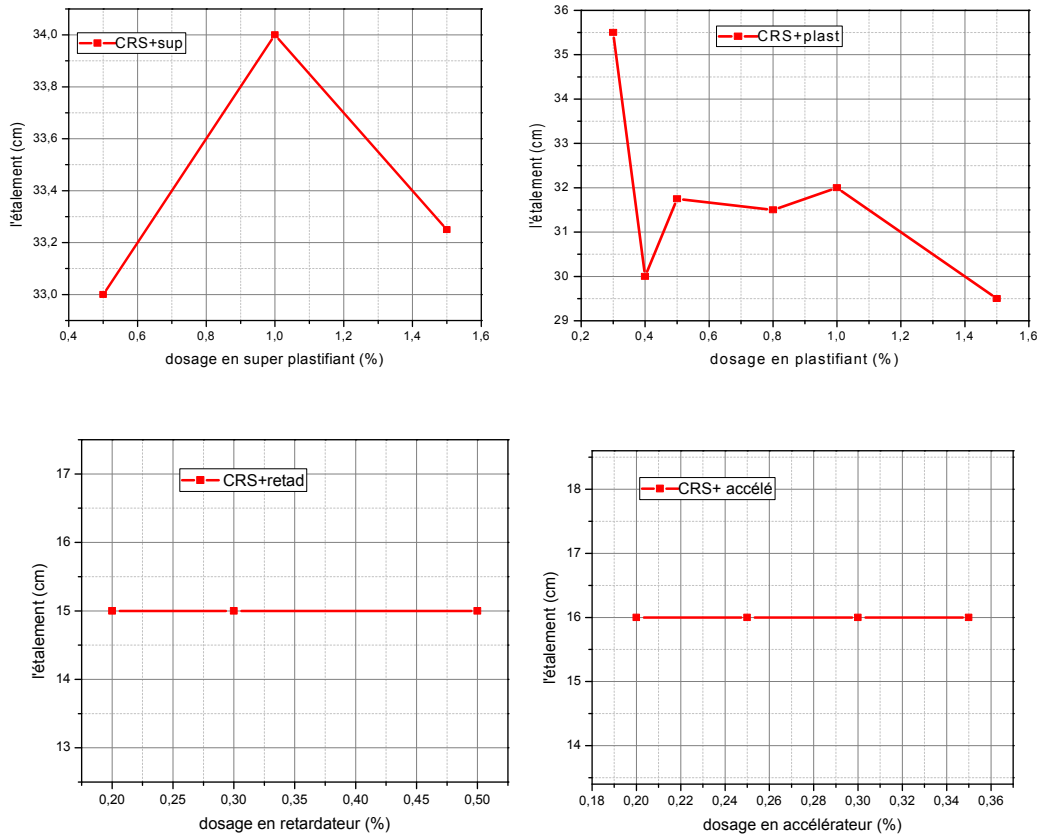 34,0
33,8
33,6
33,4
33,2
33,0
l'étalement (cm)
CRS+sup
0,4 0,6 0,8 1,0 1,2 1,4 1,6
dosage en super plastifiant (%)
36
35
34
33
32
31
30
29
l'étalement (cm)
CRS+plast
0,2 0,4 0,6 0,8 1,0 1,2 1,4 1,6
dosage en plastifiant (%)
17
16
15
14
13
l'étalement (cm)
CRS+retad
0,20 0,25 0,30 0,35 0,40 0,45 0,50
dosage en retardateur (%)
18
17
16
15
14
l'étalement (cm)
CRS+ accélé
0,18 0,20 0,22 0,24 0,26 0,28 0,30 0,32 0,34 0,36
dosage en accélérateur (%)